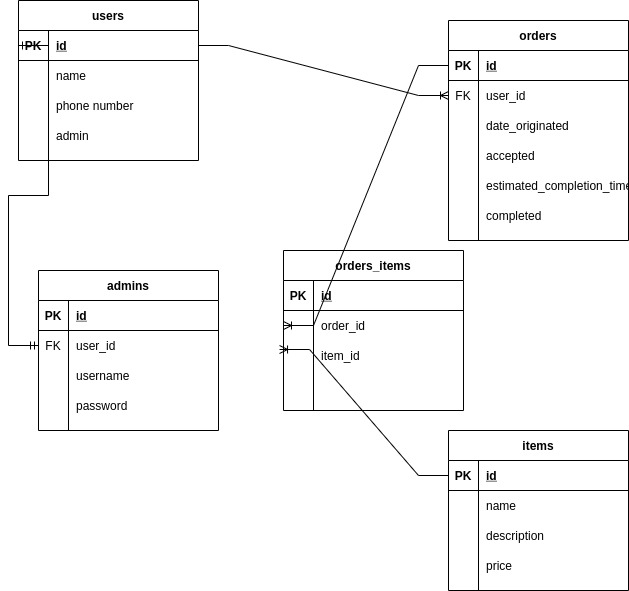 users
PK id
name
phone number
admin
orders
PK id
FK user_id
date_originated
accepted
estimated_completion_time
completed
admins
PK id
FK user_id
username
password
orders_items
PK id
order_id
item_id
items
PK id
name
description
price